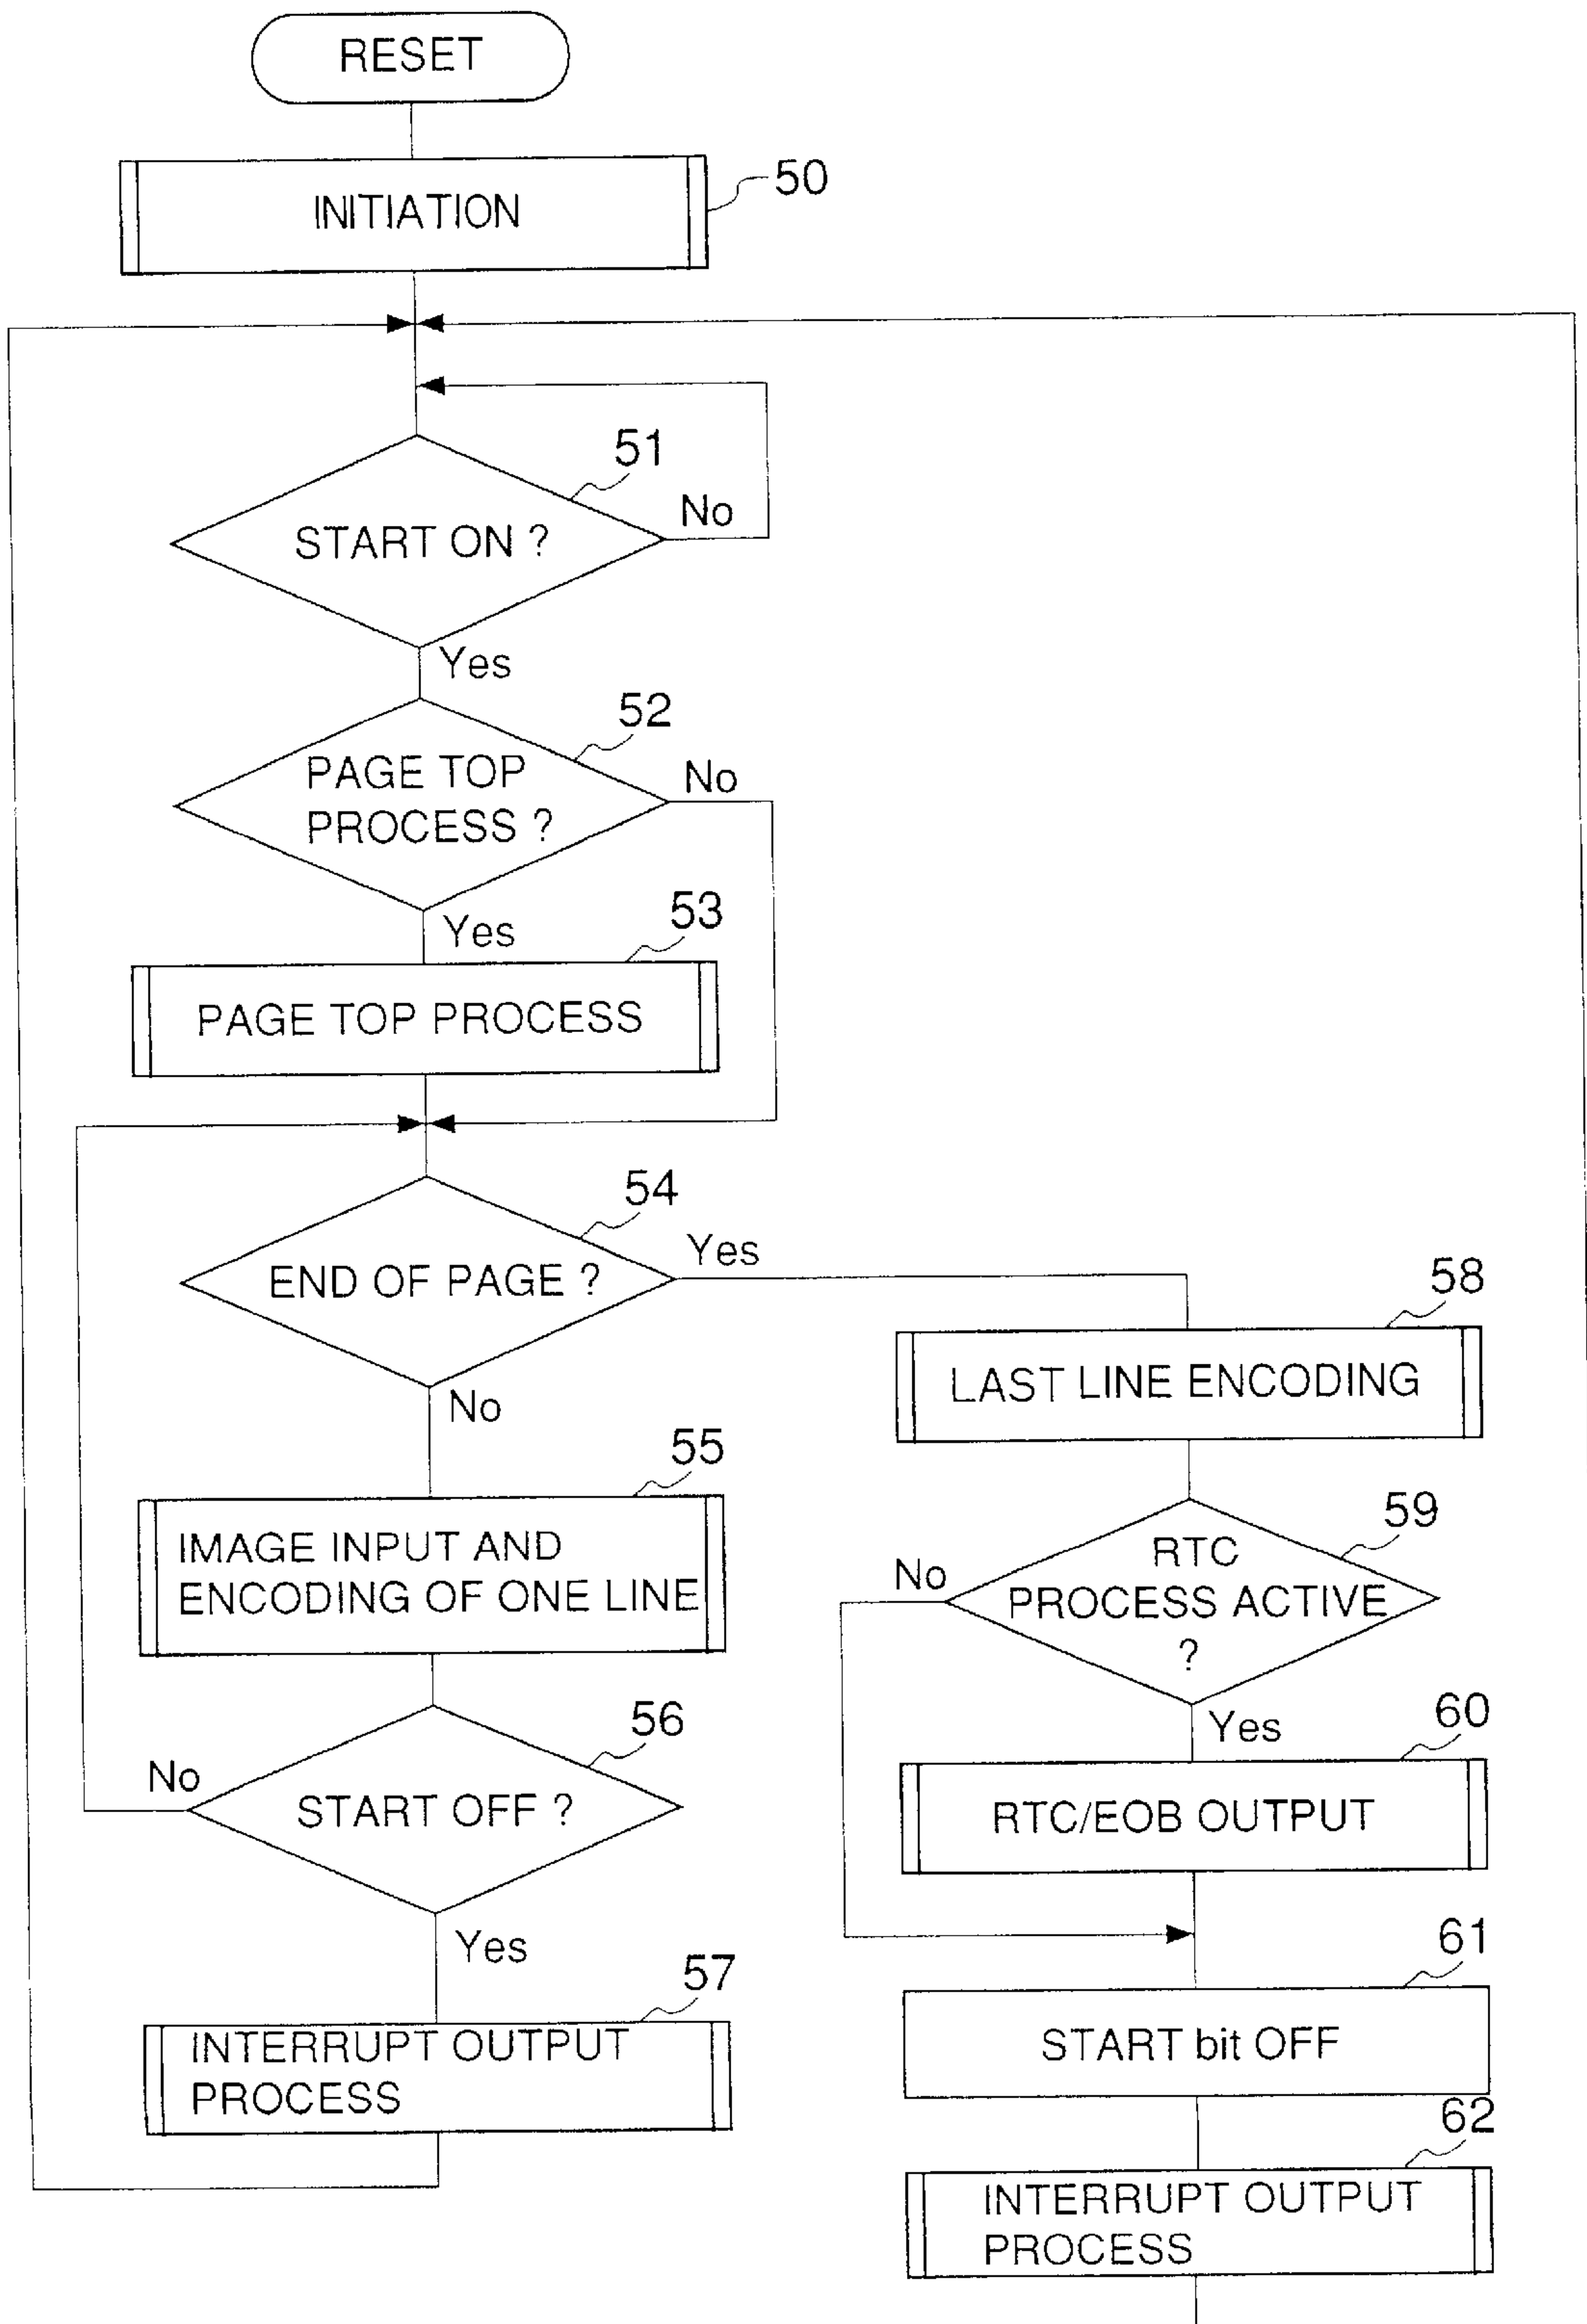 RESET
INITIATION
50
51
START ON ?
No
Yes
52
PAGE TOP
PROCESS ?
No
Yes
53
PAGE TOP PROCESS
54
END OF PAGE ?
Yes
No
55
IMAGE INPUT AND
ENCODING OF ONE LINE
56
START OFF ?
No
Yes
57
INTERRUPT OUTPUT
PROCESS
58
LAST LINE ENCODING
59
RTC
PROCESS ACTIVE
?
No
Yes
60
RTC/EOB OUTPUT
61
START bit OFF
62
INTERRUPT OUTPUT
PROCESS